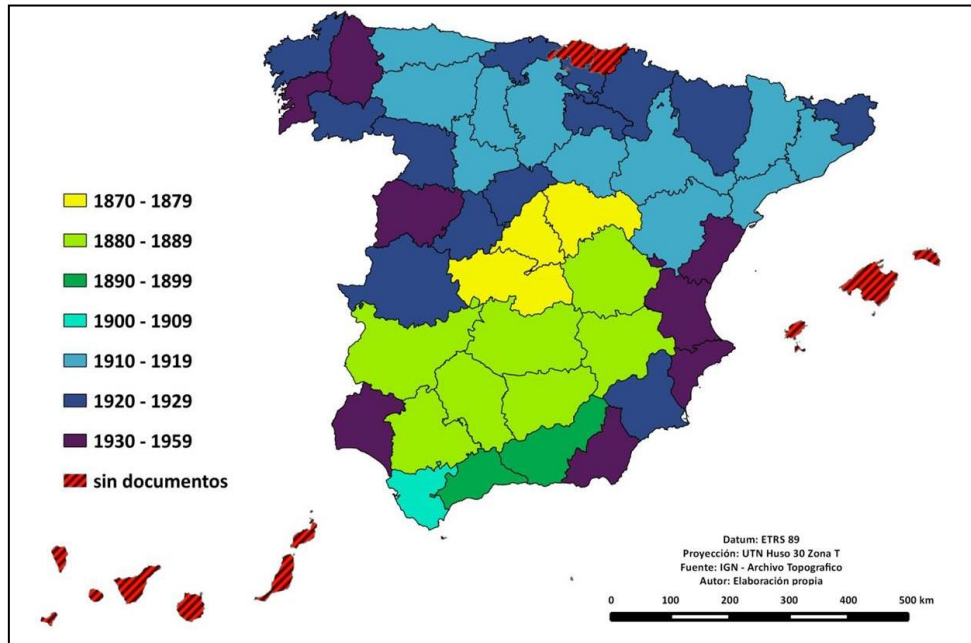 1870 - 1879
1880 - 1889
1890 - 1899
1900 - 1909
1910 - 1919
1920 - 1929
1930 - 1959
sin documentos
Datum: ETRS 89
Proyección: UTN Huso 30 Zona T
Fuente: IGN - Archivo Topografico
Autor: Elaboración propia
0 100 200 300 400 500 km